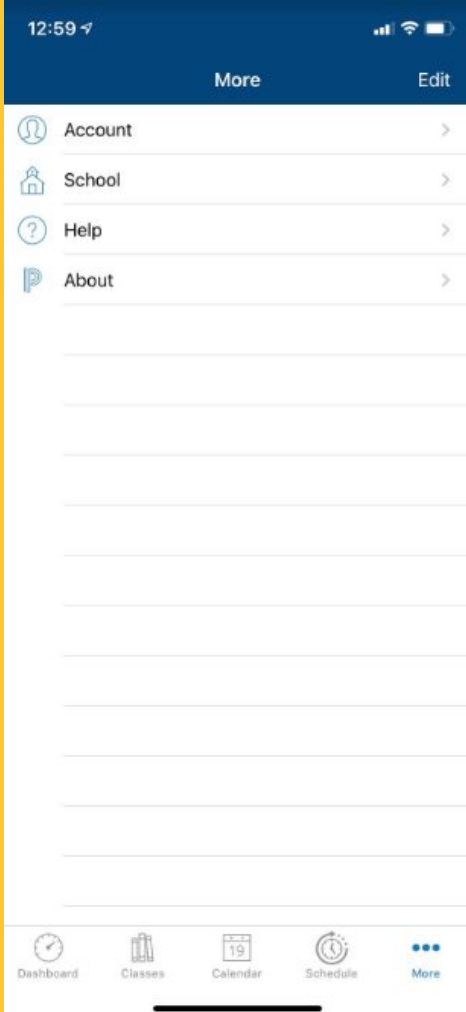 12:59
More Edit
Account
School
?
Help
About
19
Dashboard Classes Calendar Schedule More